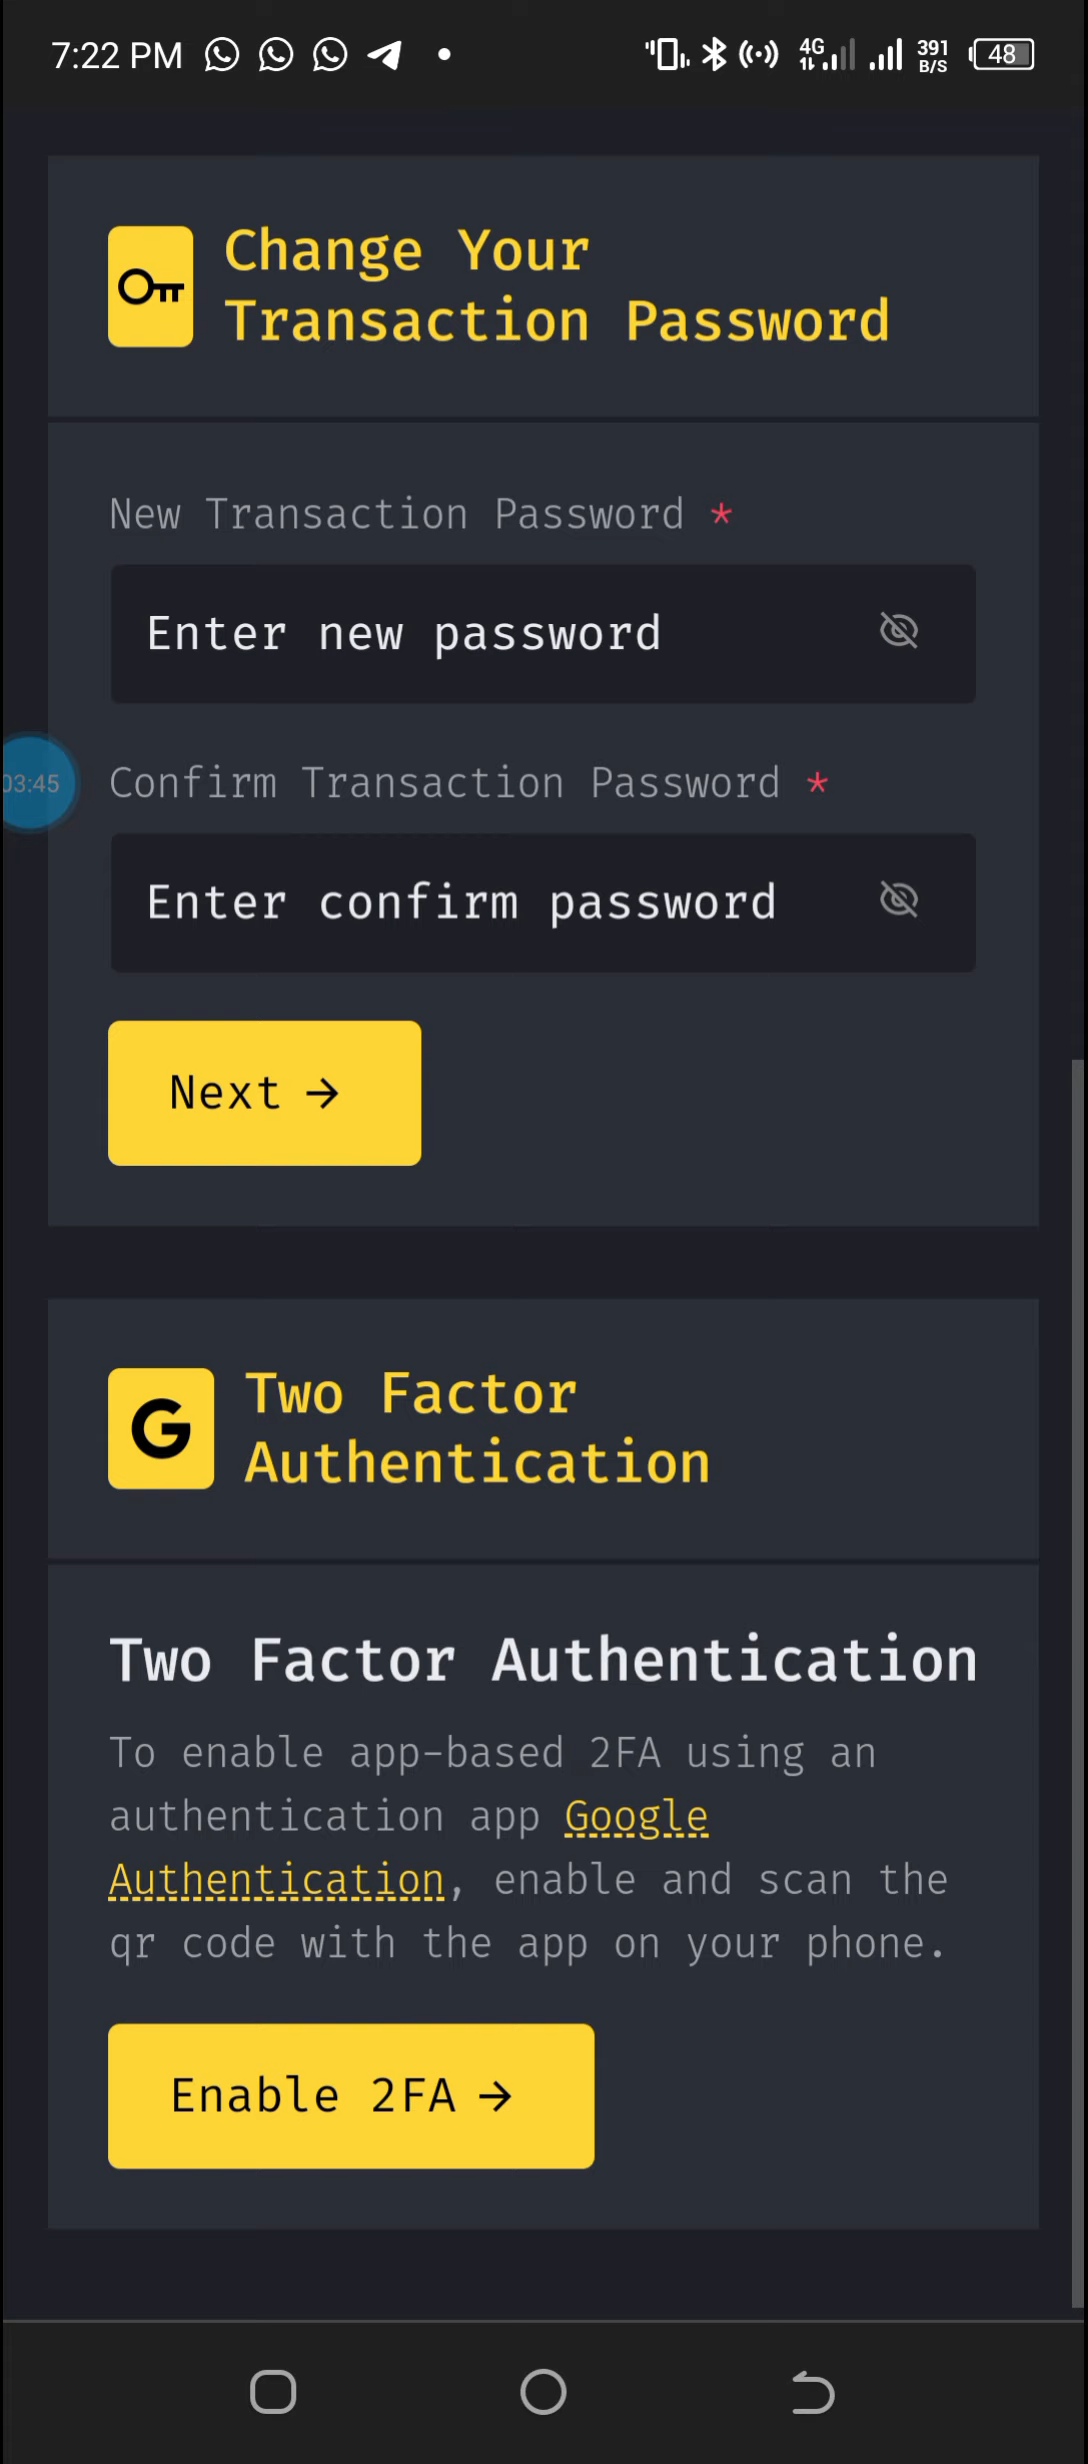 7:22 PM
4G
391
B/S
48
Change Your
Transaction Password
New Transaction Password *
Enter new password
03:45
Confirm Transaction Password *
Enter confirm password
Next →
G
Two Factor
Authentication
Two Factor Authentication
To enable app-based 2FA using an
authentication app Google
Authentication, enable and scan the
qr code with the app on your phone.
Enable 2FA →